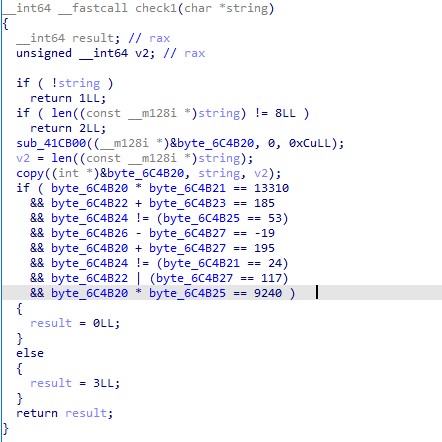 __int64 __fastcall check1(char *string)
{
  __int64 result; // rax
  unsigned __int64 v2; // rax

  if ( !string )
    return 1LL;
  if ( len((const __m128i *)string) != 8LL )
    return 2LL;
  sub_41CB00((__m128i *)&byte_6C4B20, 0, 0xCuLL);
  v2 = len((const __m128i *)string);
  copy((int *)&byte_6C4B20, string, v2);
  if ( byte_6C4B20 * byte_6C4B21 == 13310
    && byte_6C4B22 + byte_6C4B23 == 185
    && byte_6C4B24 != (byte_6C4B25 == 53)
    && byte_6C4B26 - byte_6C4B27 == -19
    && byte_6C4B20 + byte_6C4B27 == 195
    && byte_6C4B24 != (byte_6C4B21 == 24)
    && byte_6C4B22 | (byte_6C4B27 == 117)
    && byte_6C4B20 * byte_6C4B25 == 9240 )
  {
    result = 0LL;
  }
  else
  {
    result = 3LL;
  }
  return result;
}